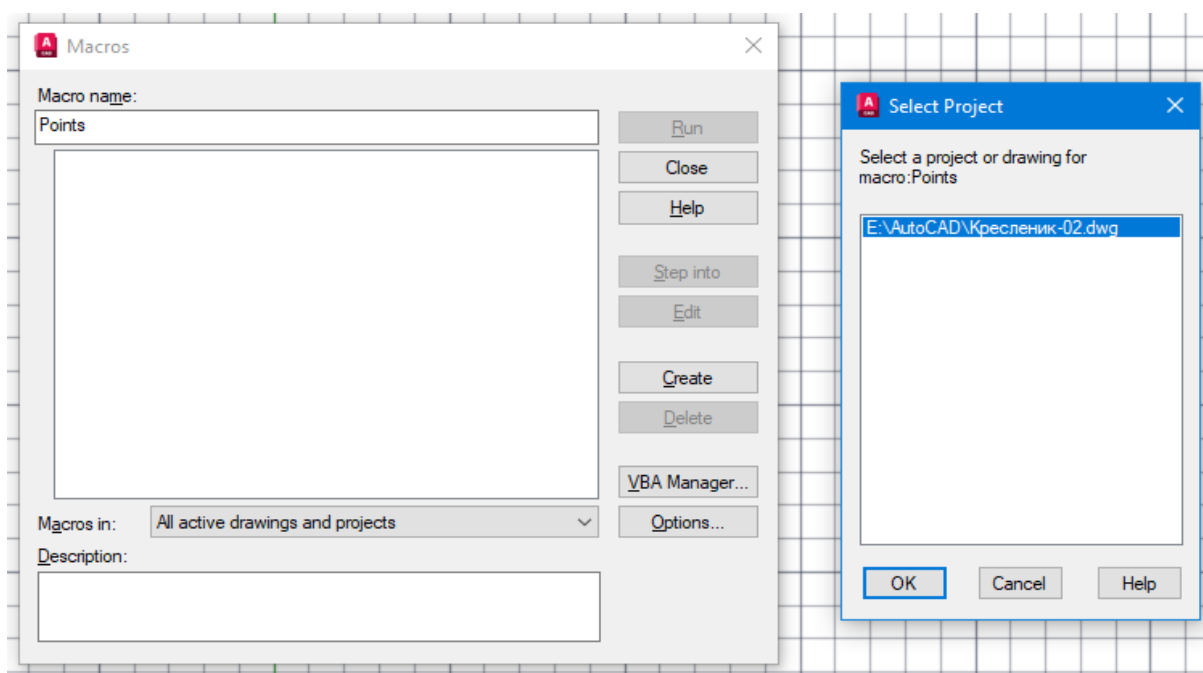 Macros
Macro name:
Points
Run
Close
Help
Step into
Edit
Create
Delete
VBA Manager...
Macros in:
All active drawings and projects
Options...
Description:
Select Project
Select a project or drawing for
macro:Points
E:\AutoCAD\Кресленик-02.dwg
OK
Cancel
Help